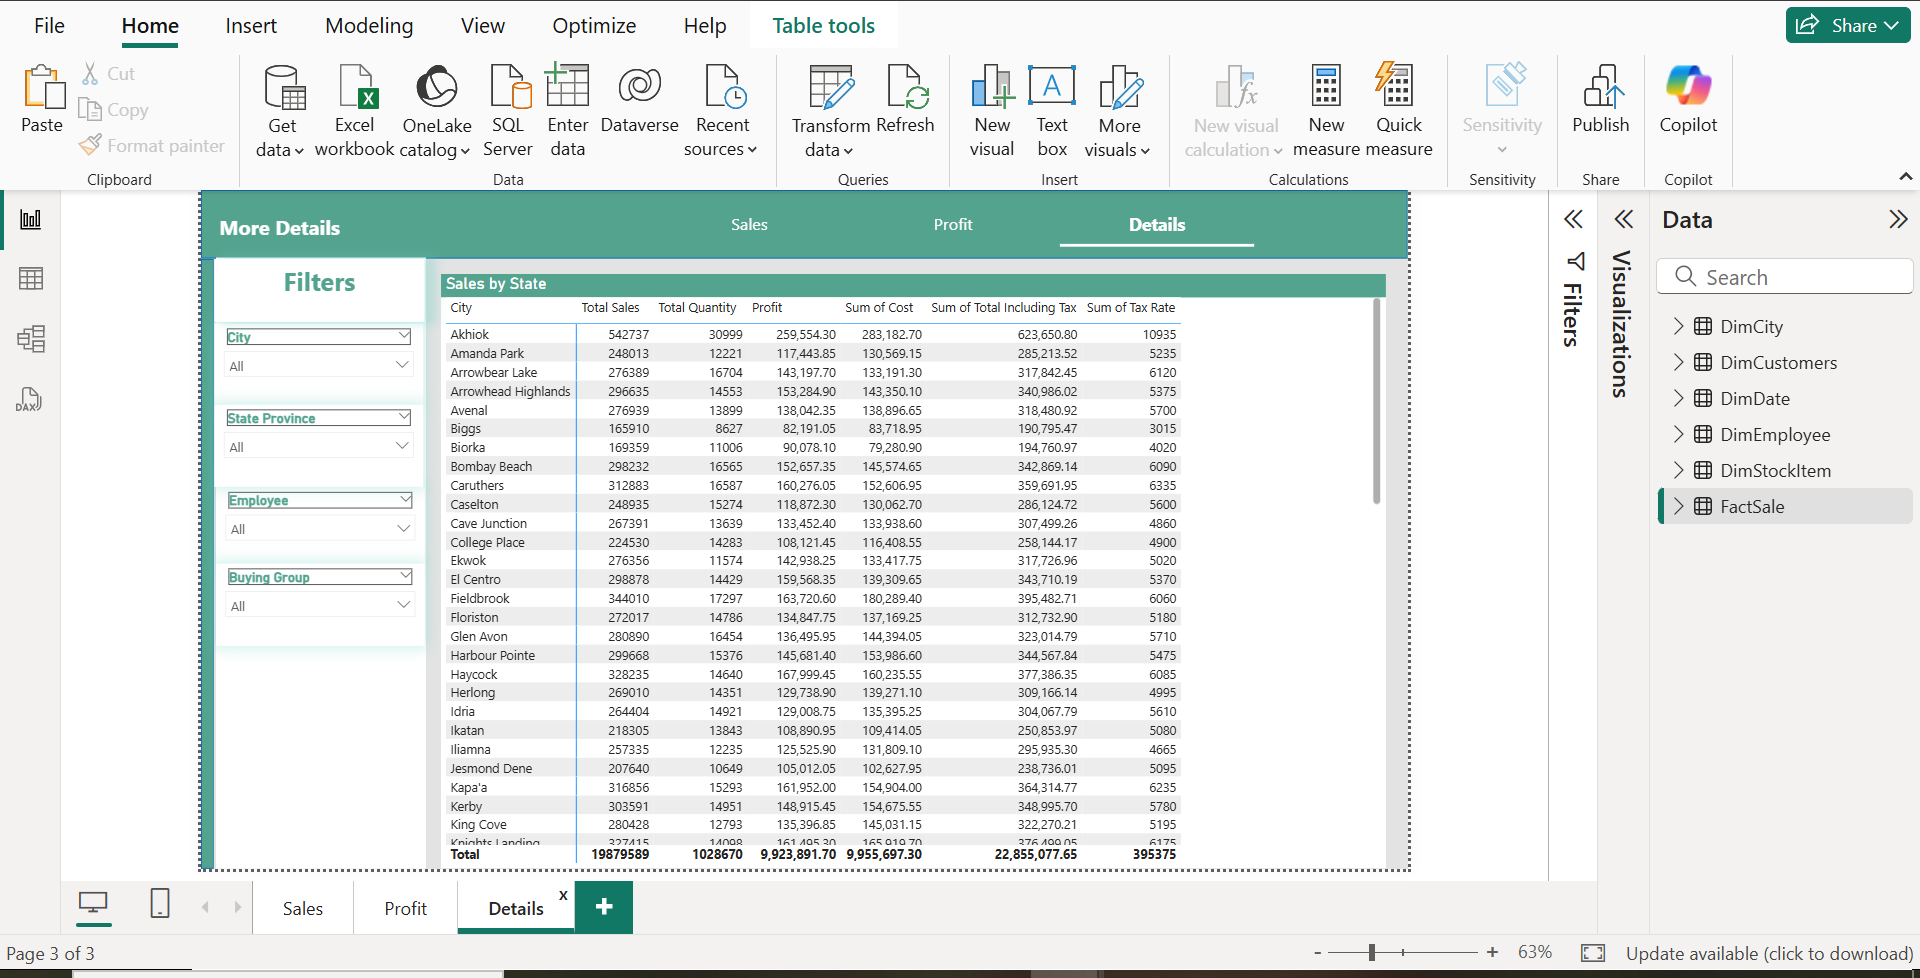 File Home Insert Modeling View Optimize Help Table tools Share
Paste
Cut
Copy
Format painter
Clipboard
Get data
Excel workbook
OneLake catalog
SQL Server
Enter data
Dataverse
Recent sources
Data
Transform data
Refresh
Queries
New visual
Text box
More visuals
Insert
New visual calculation
New measure
Quick measure
Calculations
Sensitivity
Sensitivity
Publish
Share
Copilot
Copilot
DAX
More Details Sales Profit Details
Filters
City
All
State Province
All
Employee
All
Buying Group
All
Sales by State
City Total Sales Total Quantity Profit Sum of Cost Sum of Total Including Tax Sum of Tax Rate
Akhiok 542737 30999 259,554.30 283,182.70 623,650.80 10935
Amanda Park 248013 12221 117,443.85 130,569.15 285,213.52 5235
Arrowbear Lake 276389 16704 143,197.70 133,191.30 317,842.45 6120
Arrowhead Highlands 296635 14553 153,284.90 143,350.10 340,986.02 5375
Avenal 276939 13899 138,042.35 138,896.65 318,480.92 5700
Biggs 165910 8627 82,191.05 83,718.95 190,795.47 3015
Biorka 169359 11006 90,078.10 79,280.90 194,760.97 4020
Bombay Beach 298232 16565 152,657.35 145,574.65 342,869.14 6090
Caruthers 312883 16587 160,276.05 152,606.95 359,691.95 6335
Caselton 248935 15274 118,872.30 130,062.70 286,124.72 5600
Cave Junction 267391 13639 133,452.40 133,938.60 307,499.26 4860
College Place 224530 14283 108,121.45 116,408.55 258,144.17 4900
Ekwok 276356 11574 142,938.25 133,417.75 317,726.96 5020
El Centro 298878 14429 159,568.35 139,309.65 343,710.19 5370
Fieldbrook 344010 17297 163,720.60 180,289.40 395,482.71 6060
Floriston 272017 14786 134,847.75 137,169.25 312,732.90 5180
Glen Avon 280890 16454 136,495.95 144,394.05 323,014.79 5710
Harbour Pointe 299668 15376 145,681.40 153,986.60 344,567.84 5475
Haycock 328235 14640 167,999.45 160,235.55 377,386.35 6085
Herlong 269010 14351 129,738.90 139,271.10 309,166.14 4995
Idria 264404 14921 129,008.75 135,395.25 304,067.79 5610
Ikatan 218305 13843 108,890.95 109,414.05 250,853.97 5080
Iliamna 257335 12235 125,525.90 131,809.10 295,935.30 4665
Jesmond Dene 207640 10649 105,012.05 102,627.95 238,736.01 5095
Kapa'a 316856 15293 161,952.00 154,904.00 364,314.77 6235
Kerby 303591 14951 148,915.45 154,675.55 348,995.70 5780
King Cove 280428 12793 135,396.85 145,031.15 322,270.21 5195
Knights Landing 327415 14098 161,495.30 165,919.70 376,499.05 6175
Total 19879589 1028670 9,923,891.70 9,955,697.30 22,855,077.65 395375
Filters
Visualizations
Data
Search
DimCity
DimCustomers
DimDate
DimEmployee
DimStockItem
FactSale
Sales Profit Details x +
Page 3 of 3 - + 63% Update available (click to download)